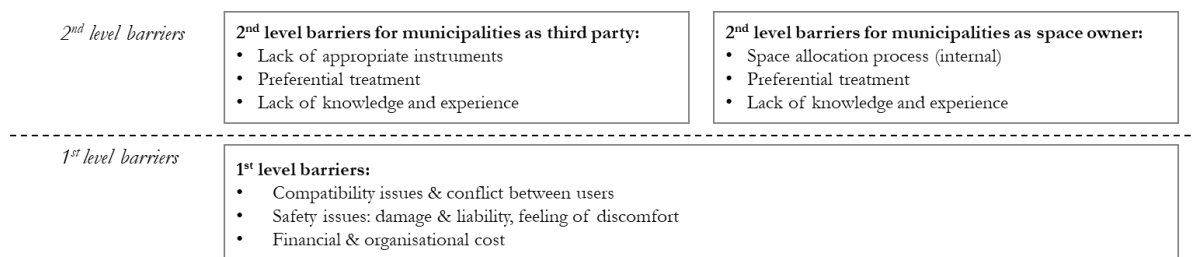 2nd level barriers
2nd level barriers for municipalities as third party:
• Lack of appropriate instruments
• Preferential treatment
• Lack of knowledge and experience
2nd level barriers for municipalities as space owner:
• Space allocation process (internal)
• Preferential treatment
• Lack of knowledge and experience
1st level barriers
1st level barriers:
• Compatibility issues & conflict between users
• Safety issues: damage & liability, feeling of discomfort
• Financial & organisational cost